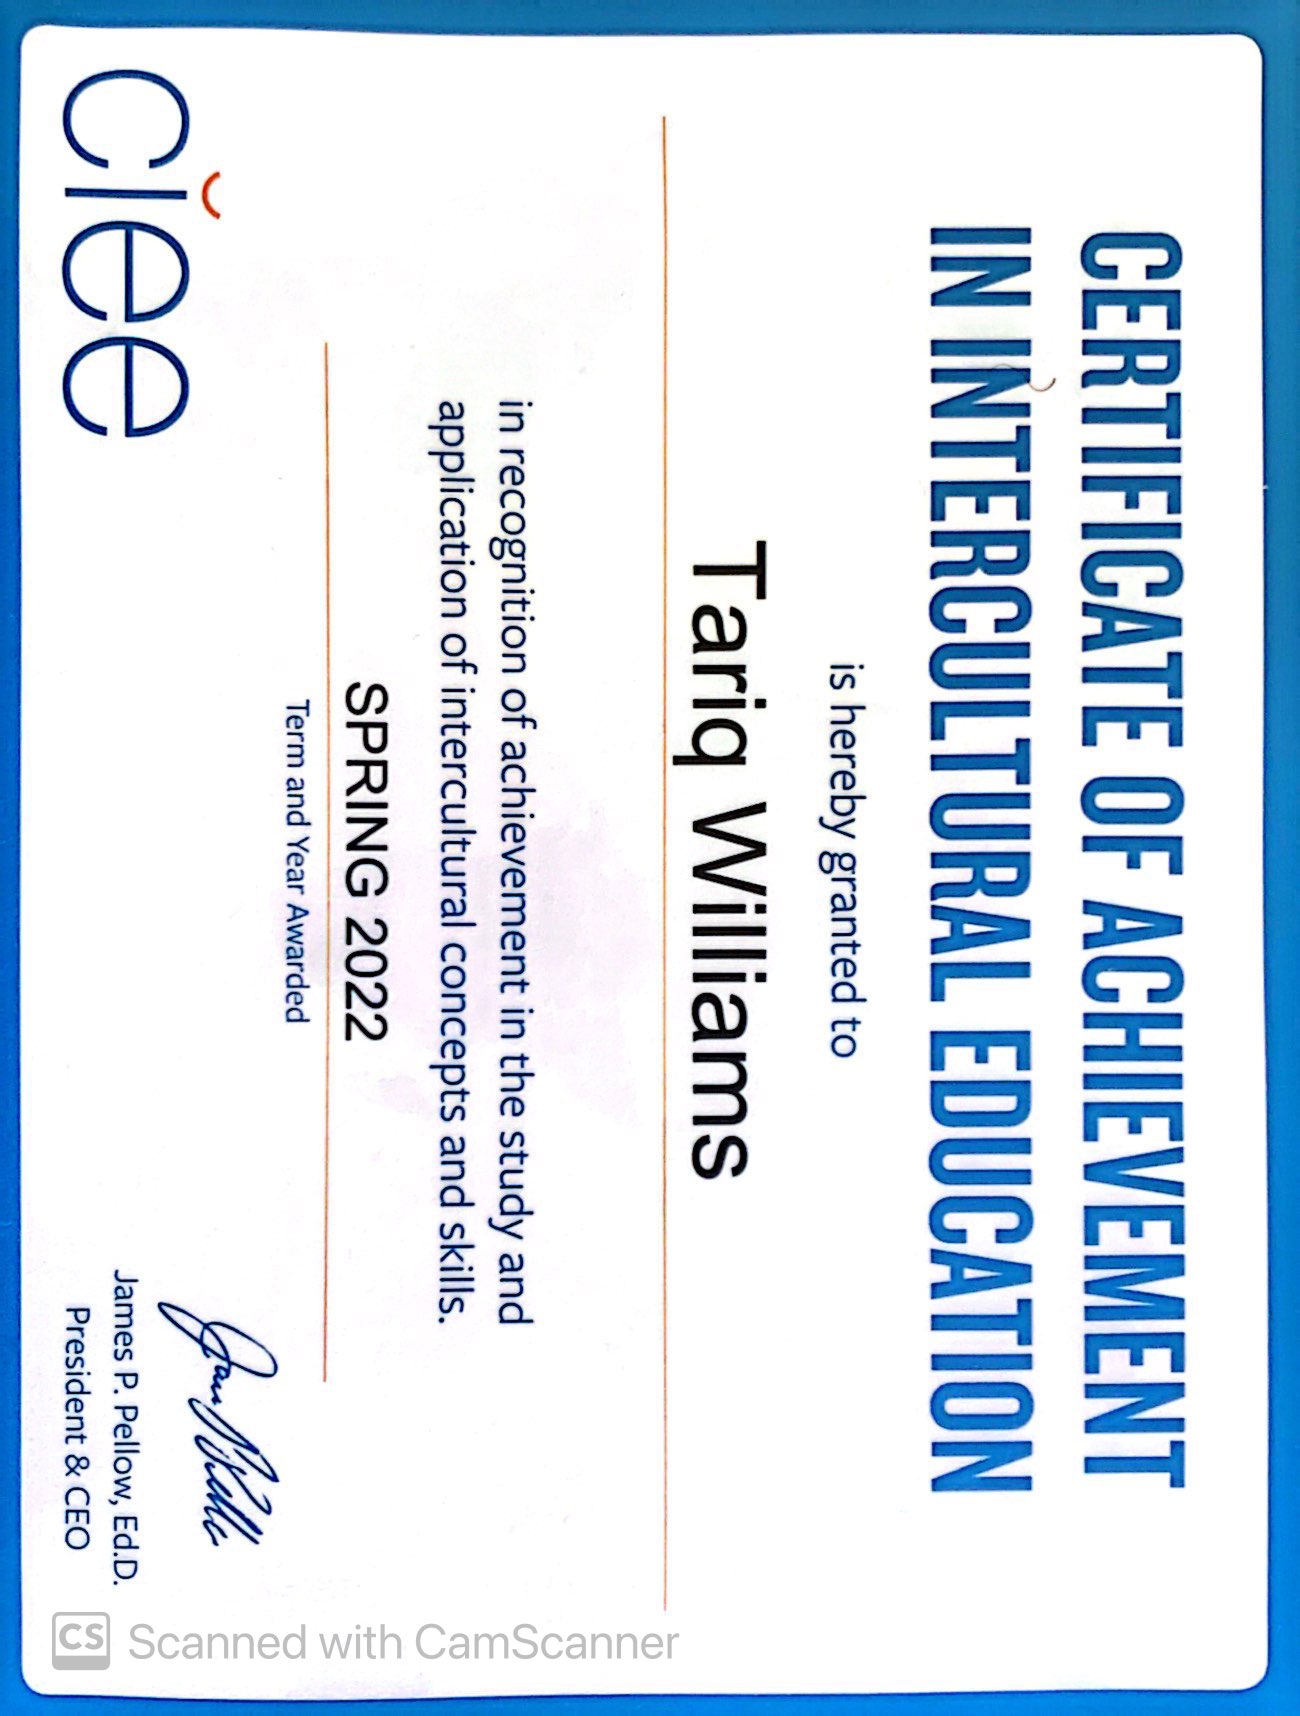 CERTIFICATE OF ACHIEVEMENT
IN INTERCULTURAL EDUCATION
is hereby granted to
Tariq Williams
in recognition of achievement in the study and
application of intercultural concepts and skills.
SPRING 2022
Term and Year Awarded
ciee
James P. Pellow, Ed.D.
President & CEO
CS Scanned with CamScanner